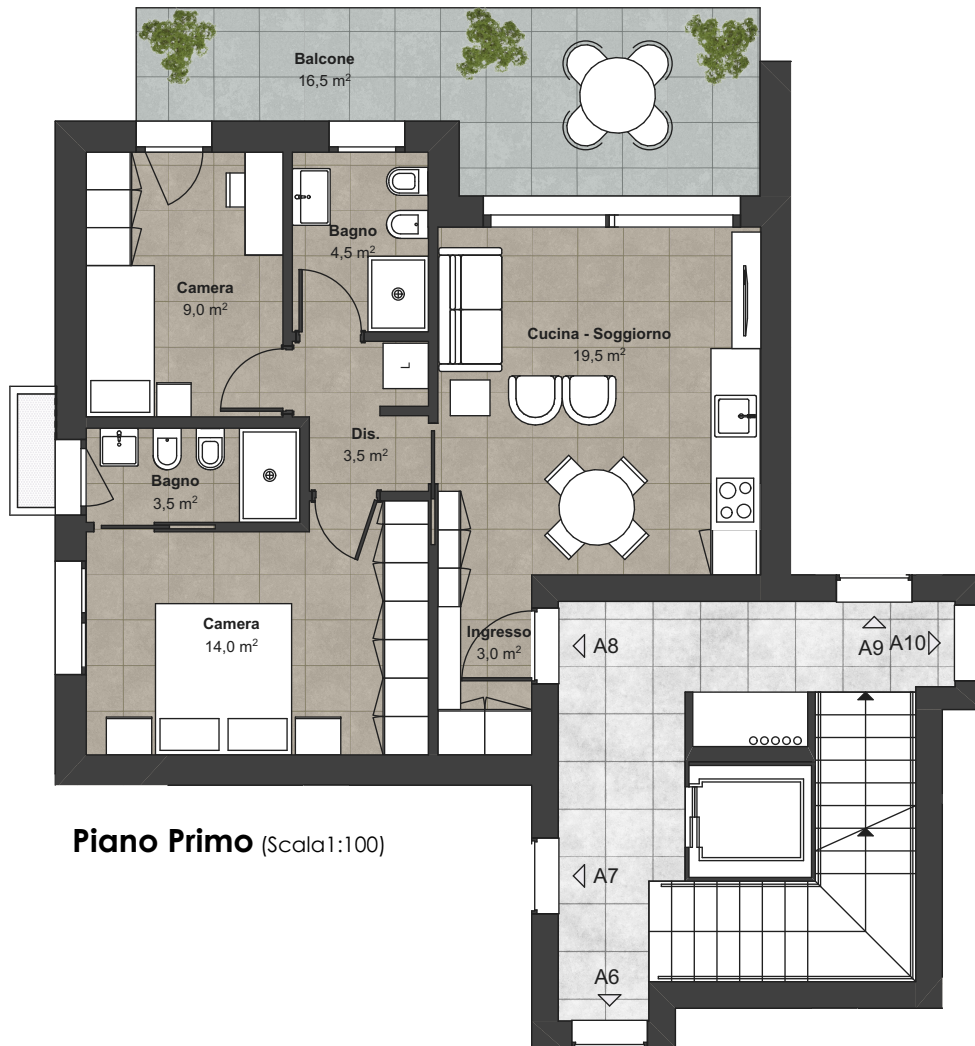 Balcone
16,5 m²
Bagno
4,5 m²
Camera
9,0 m²
Cucina - Soggiorno
19,5 m²
L
Dis.
3,5 m²
Bagno
3,5 m²
Camera
14,0 m²
Ingresso
3,0 m²
A8
A9
A10
Piano Primo (Scala1:100)
A7
A6